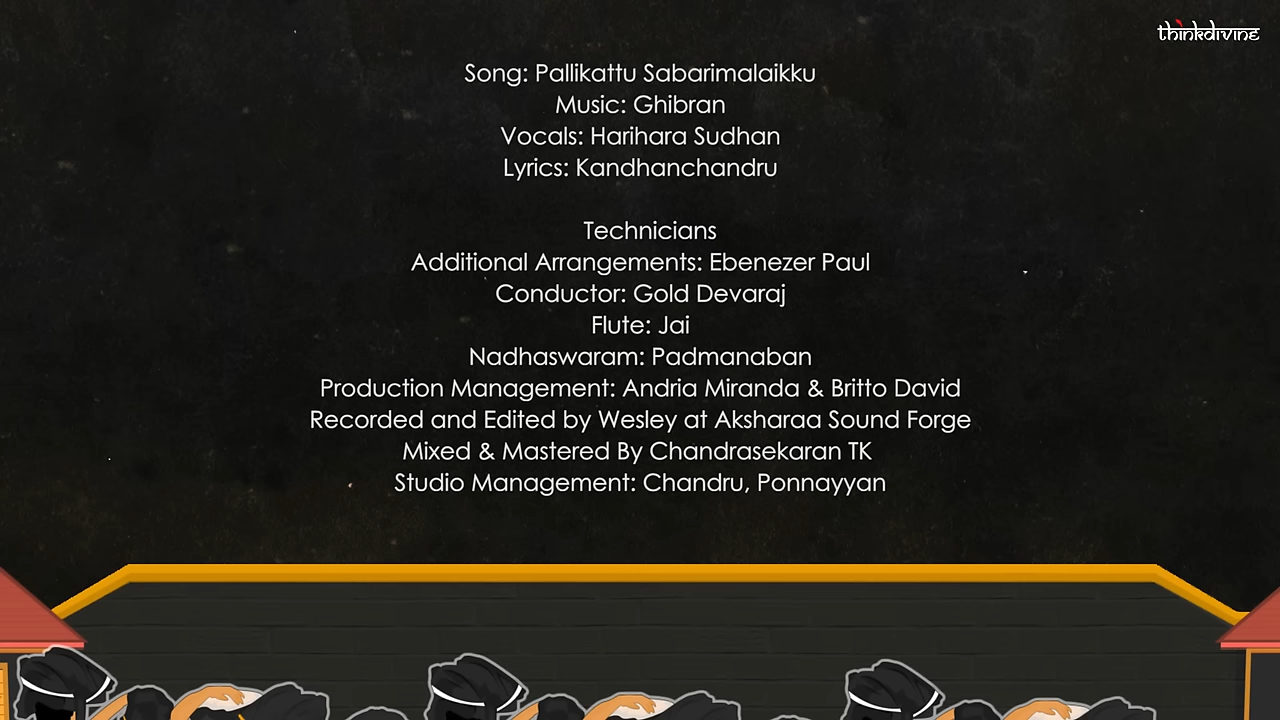 thinkdivine
Song: Pallikattu Sabarimalaikku
Music: Ghibran
Vocals: Harihara Sudhan
Lyrics: Kandhanchandru
Technicians
Additional Arrangements: Ebenezer Paul
Conductor: Gold Devaraj
Flute: Jai
Nadhaswaram: Padmanaban
Production Management: Andria Miranda & Britto David
Recorded and Edited by Wesley at Aksharaa Sound Forge
Mixed & Mastered By Chandrasekaran TK
Studio Management: Chandru, Ponnayyan